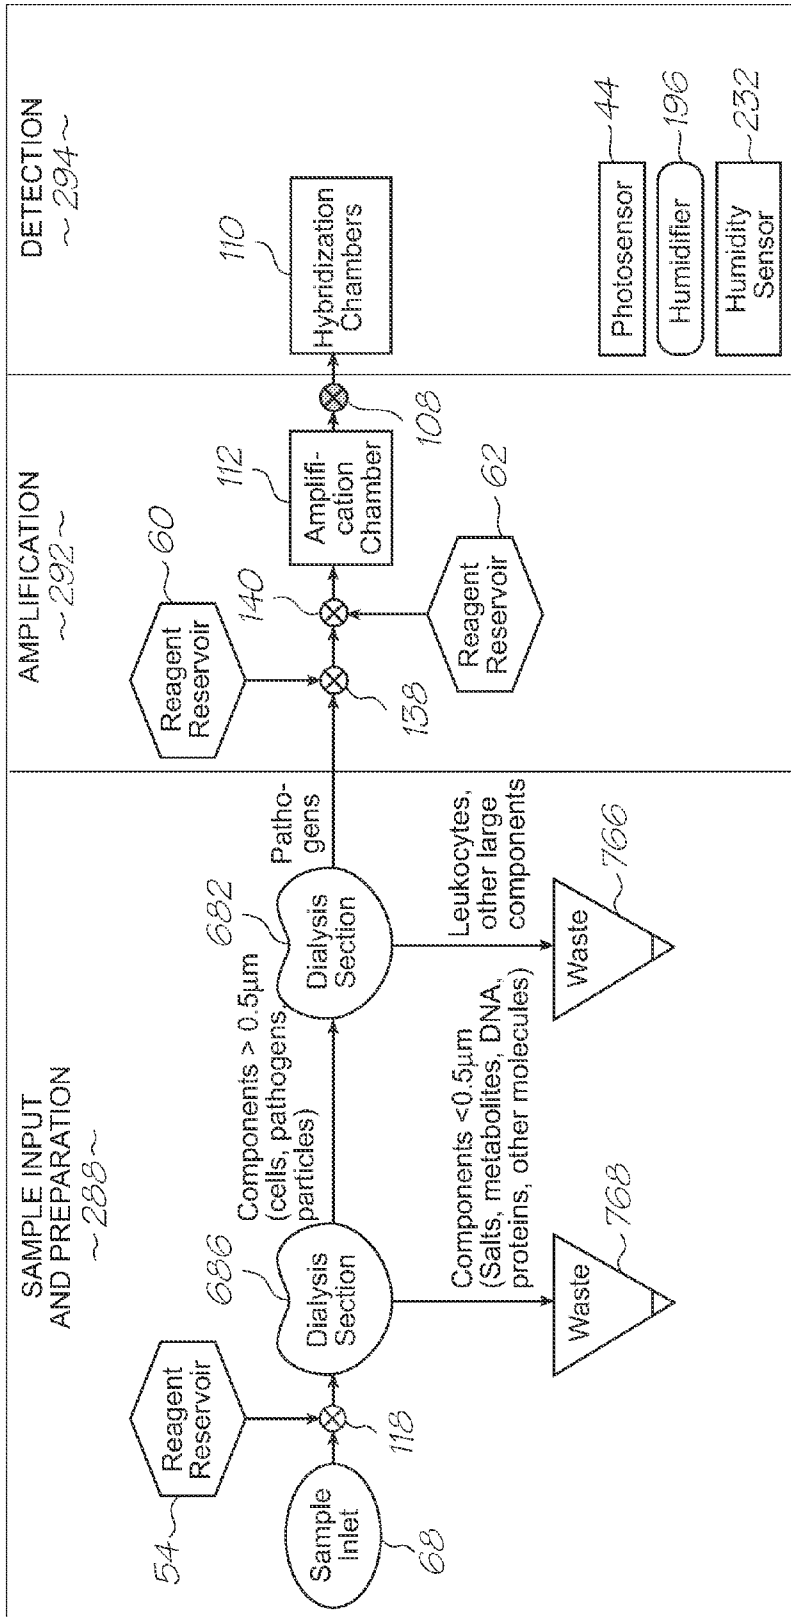 SAMPLE INPUT
AND PREPARATION
~288~
54
Reagent
Reservoir
Sample
Inlet
68
118
686
Dialysis
Section
Components > 0.5µm
(cells, pathogens,
particles)
Components <0.5µm
(Salts, metabolites, DNA,
proteins, other molecules)
Waste
768
682
Dialysis
Section
Patho-
gens
Leukocytes,
other large
components
Waste
766
AMPLIFICATION
~292~
60
Reagent
Reservoir
138
140
Reagent
Reservoir
62
112
Amplifi-
cation
Chamber
108
DETECTION
~294~
110
Hybridization
Chambers
Photosensor
44
Humidifier
196
Humidity
Sensor
232